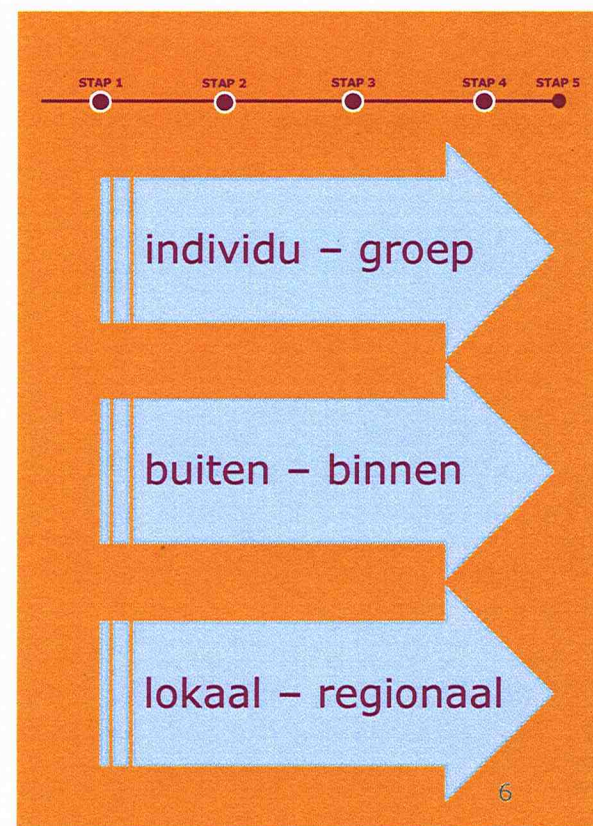 STAP 1 STAP 2 STAP 3 STAP 4 STAP 5
individu – groep
buiten – binnen
lokaal – regionaal
6